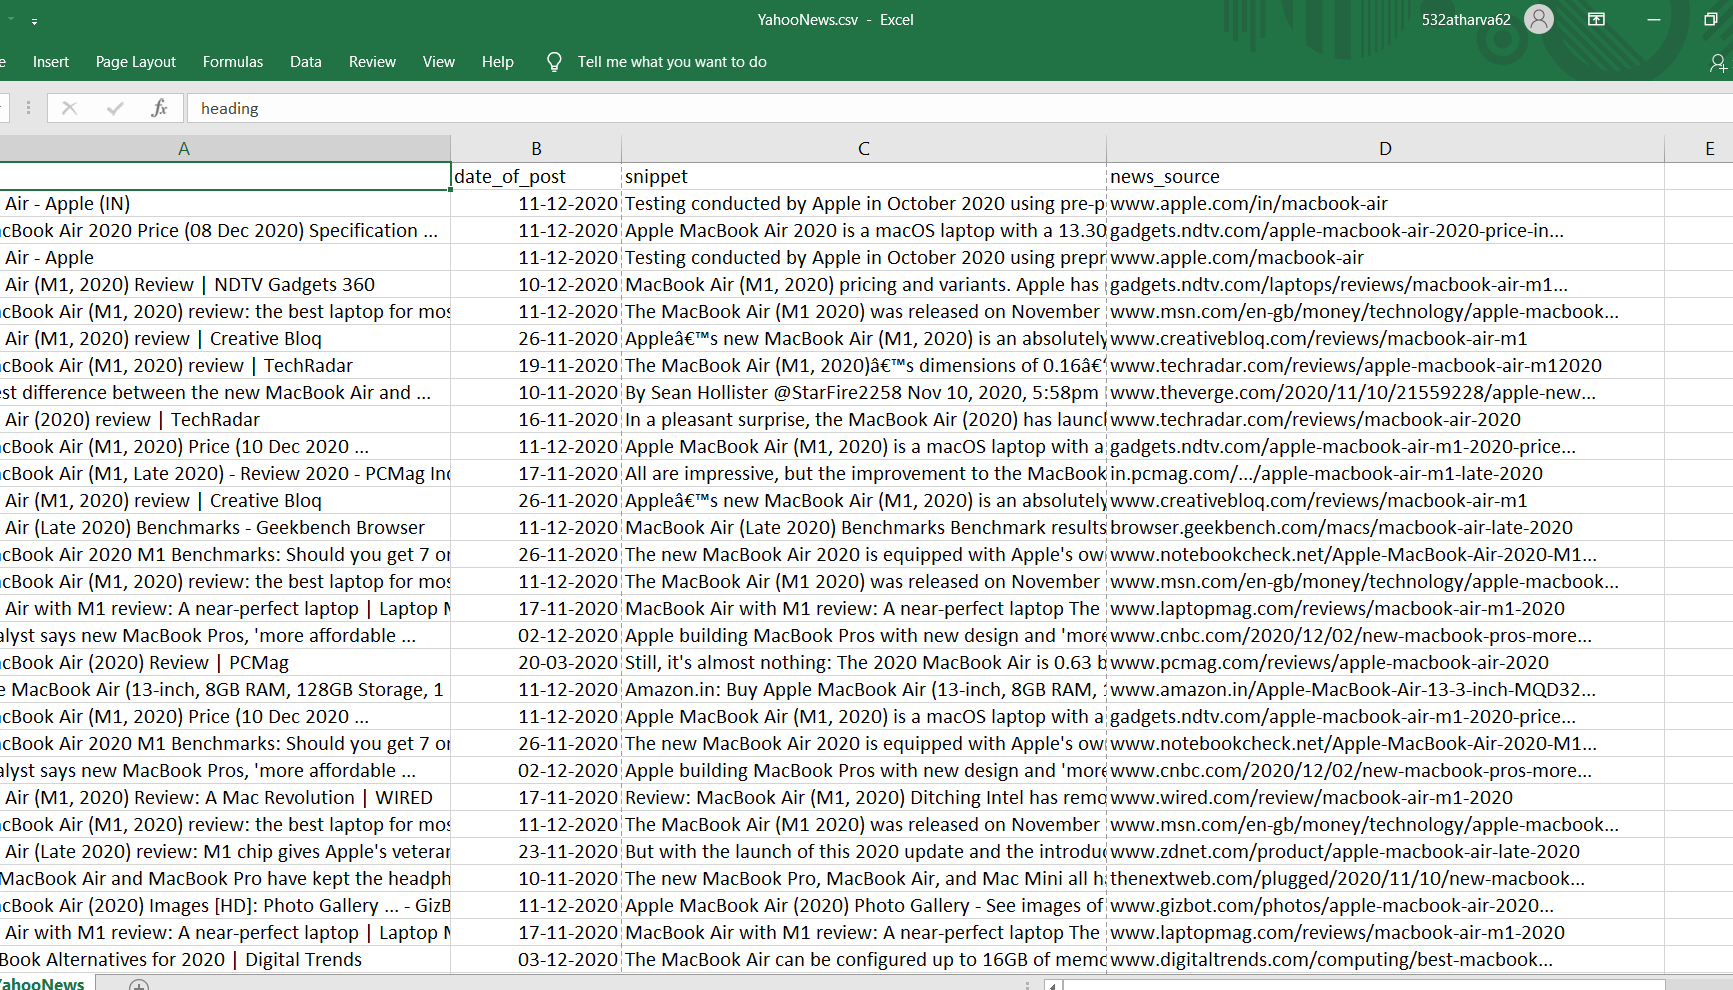 YahooNews.csv - Excel 532atharva62
Insert Page Layout Formulas Data Review View Help Tell me what you want to do
fx heading
A B C D E
date_of_post snippet news_source
Air - Apple (IN) 11-12-2020 Testing conducted by Apple in October 2020 using pre-p www.apple.com/in/macbook-air
cBook Air 2020 Price (08 Dec 2020) Specification ... 11-12-2020 Apple MacBook Air 2020 is a macOS laptop with a 13.30 gadgets.ndtv.com/apple-macbook-air-2020-price-in...
Air - Apple 11-12-2020 Testing conducted by Apple in October 2020 using prepr www.apple.com/macbook-air
Air (M1, 2020) Review | NDTV Gadgets 360 10-12-2020 MacBook Air (M1, 2020) pricing and variants. Apple has gadgets.ndtv.com/laptops/reviews/macbook-air-m1...
cBook Air (M1, 2020) review: the best laptop for mos 11-12-2020 The MacBook Air (M1 2020) was released on November www.msn.com/en-gb/money/technology/apple-macbook...
Air (M1, 2020) review | Creative Bloq 26-11-2020 Appleâ€™s new MacBook Air (M1, 2020) is an absolutely www.creativebloq.com/reviews/macbook-air-m1
cBook Air (M1, 2020) review | TechRadar 19-11-2020 The MacBook Air (M1, 2020)â€™s dimensions of 0.16â€ www.techradar.com/reviews/apple-macbook-air-m12020
est difference between the new MacBook Air and ... 10-11-2020 By Sean Hollister @StarFire2258 Nov 10, 2020, 5:58pm www.theverge.com/2020/11/10/21559228/apple-new...
Air (2020) review | TechRadar 16-11-2020 In a pleasant surprise, the MacBook Air (2020) has launc www.techradar.com/reviews/macbook-air-2020
cBook Air (M1, 2020) Price (10 Dec 2020 ... 11-12-2020 Apple MacBook Air (M1, 2020) is a macOS laptop with a gadgets.ndtv.com/apple-macbook-air-m1-2020-price...
cBook Air (M1, Late 2020) - Review 2020 - PCMag Inc 17-11-2020 All are impressive, but the improvement to the MacBook in.pcmag.com/.../apple-macbook-air-m1-late-2020
Air (M1, 2020) review | Creative Bloq 26-11-2020 Appleâ€™s new MacBook Air (M1, 2020) is an absolutely www.creativebloq.com/reviews/macbook-air-m1
Air (Late 2020) Benchmarks - Geekbench Browser 11-12-2020 MacBook Air (Late 2020) Benchmarks Benchmark results browser.geekbench.com/macs/macbook-air-late-2020
cBook Air 2020 M1 Benchmarks: Should you get 7 or 26-11-2020 The new MacBook Air 2020 is equipped with Apple's ow www.notebookcheck.net/Apple-MacBook-Air-2020-M1...
cBook Air (M1, 2020) review: the best laptop for mos 11-12-2020 The MacBook Air (M1 2020) was released on November www.msn.com/en-gb/money/technology/apple-macbook...
Air with M1 review: A near-perfect laptop | Laptop M 17-11-2020 MacBook Air with M1 review: A near-perfect laptop The www.laptopmag.com/reviews/macbook-air-m1-2020
alyst says new MacBook Pros, 'more affordable ... 02-12-2020 Apple building MacBook Pros with new design and 'more www.cnbc.com/2020/12/02/new-macbook-pros-more...
cBook Air (2020) Review | PCMag 20-03-2020 Still, it's almost nothing: The 2020 MacBook Air is 0.63 b www.pcmag.com/reviews/apple-macbook-air-2020
e MacBook Air (13-inch, 8GB RAM, 128GB Storage, 1 11-12-2020 Amazon.in: Buy Apple MacBook Air (13-inch, 8GB RAM, www.amazon.in/Apple-MacBook-Air-13-3-inch-MQD32...
cBook Air (M1, 2020) Price (10 Dec 2020 ... 11-12-2020 Apple MacBook Air (M1, 2020) is a macOS laptop with a gadgets.ndtv.com/apple-macbook-air-m1-2020-price...
cBook Air 2020 M1 Benchmarks: Should you get 7 or 26-11-2020 The new MacBook Air 2020 is equipped with Apple's ow www.notebookcheck.net/Apple-MacBook-Air-2020-M1...
alyst says new MacBook Pros, 'more affordable ... 02-12-2020 Apple building MacBook Pros with new design and 'more www.cnbc.com/2020/12/02/new-macbook-pros-more...
Air (M1, 2020) Review: A Mac Revolution | WIRED 17-11-2020 Review: MacBook Air (M1, 2020) Ditching Intel has remo www.wired.com/review/macbook-air-m1-2020
cBook Air (M1, 2020) review: the best laptop for mos 11-12-2020 The MacBook Air (M1 2020) was released on November www.msn.com/en-gb/money/technology/apple-macbook...
Air (Late 2020) review: M1 chip gives Apple's veterar 23-11-2020 But with the launch of this 2020 update and the introduc www.zdnet.com/product/apple-macbook-air-late-2020
MacBook Air and MacBook Pro have kept the headph 10-11-2020 The new MacBook Pro, MacBook Air, and Mac Mini all h thenextweb.com/plugged/2020/11/10/new-macbook...
cBook Air (2020) Images [HD]: Photo Gallery ... - GizB 11-12-2020 Apple MacBook Air (2020) Photo Gallery - See images of www.gizbot.com/photos/apple-macbook-air-2020...
Air with M1 review: A near-perfect laptop | Laptop M 17-11-2020 MacBook Air with M1 review: A near-perfect laptop The www.laptopmag.com/reviews/macbook-air-m1-2020
Book Alternatives for 2020 | Digital Trends 03-12-2020 The MacBook Air can be configured up to 16GB of memo www.digitaltrends.com/computing/best-macbook...
YahooNews